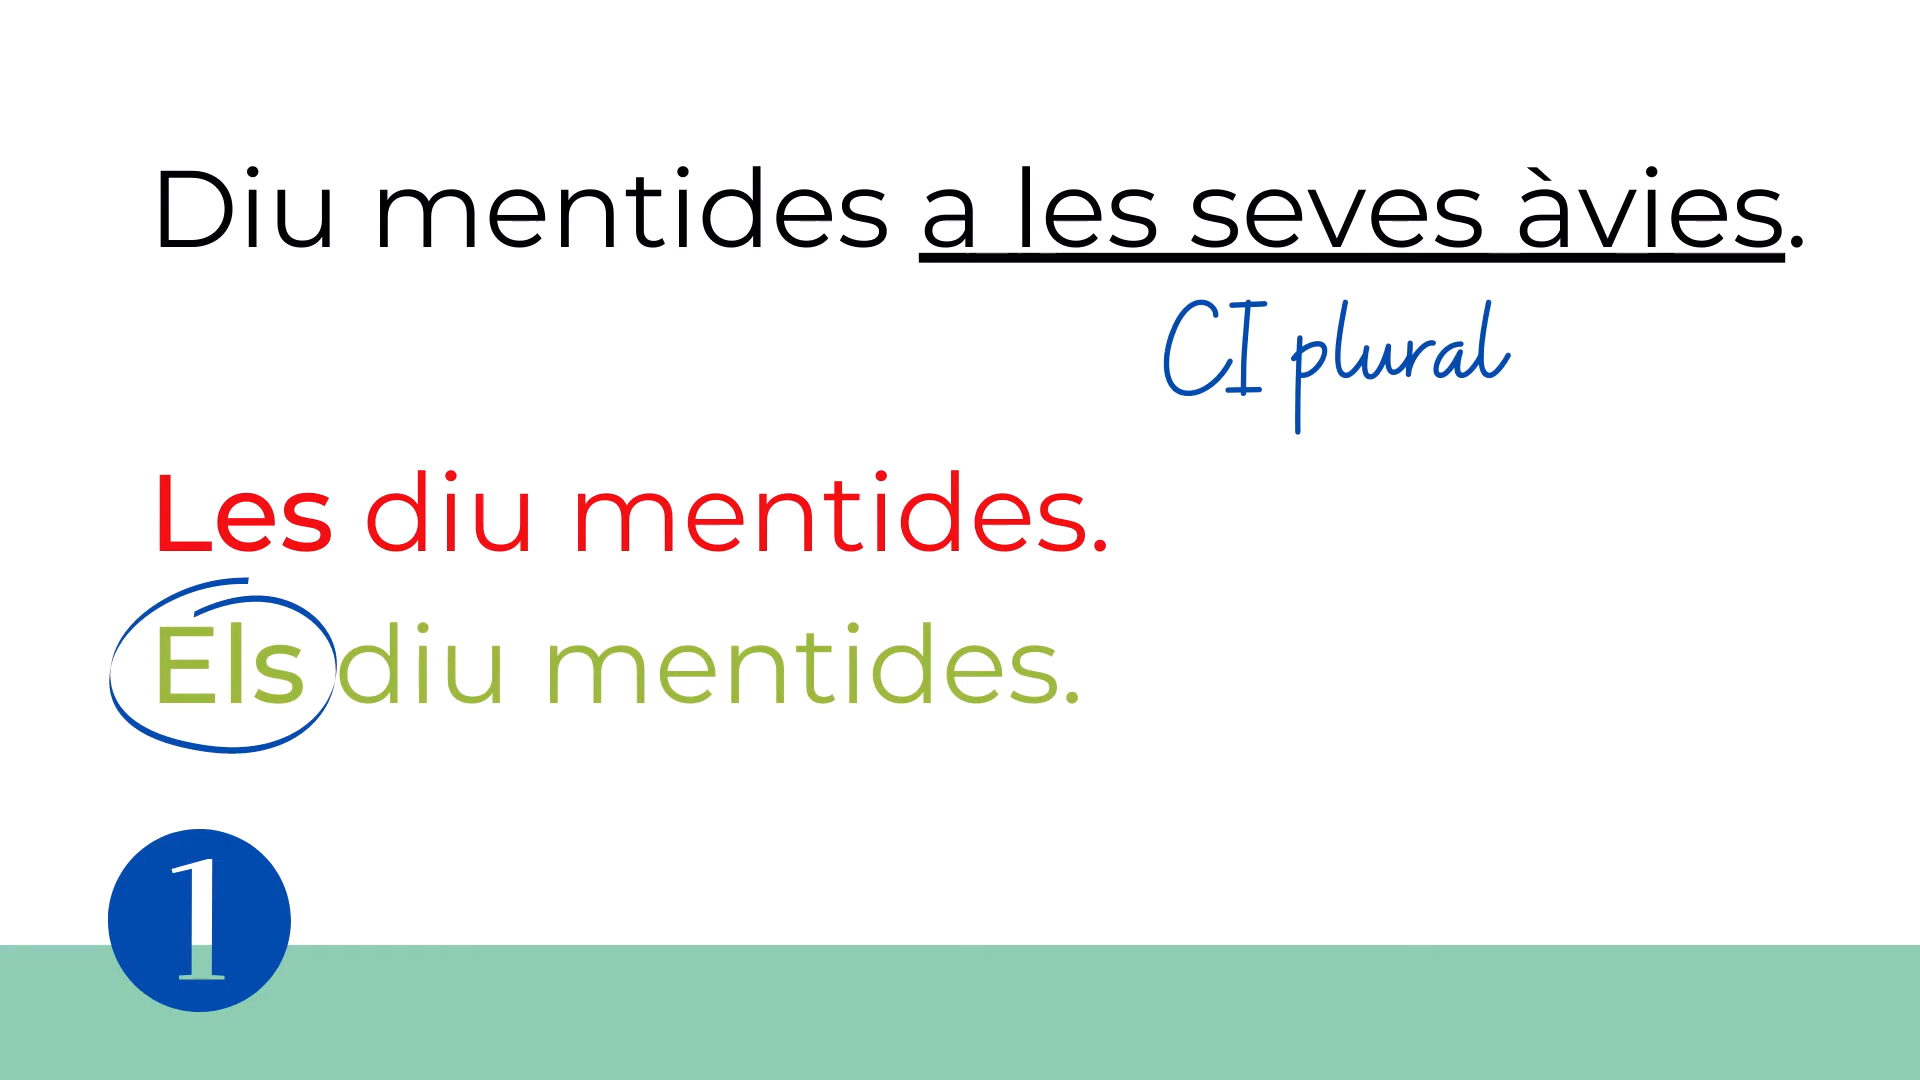 Diu mentides a les seves àvies.
CI plural
Les diu mentides.
Els diu mentides.
1